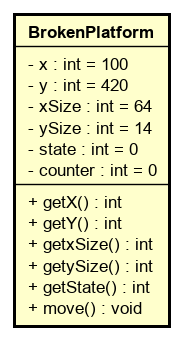 BrokenPlatform
- x : int = 100
- y : int = 420
- xSize : int = 64
- ySize : int = 14
- state : int = 0
- counter : int = 0
+ getX() : int
+ getY() : int
+ getxSize() : int
+ getySize() : int
+ getState() : int
+ move() : void